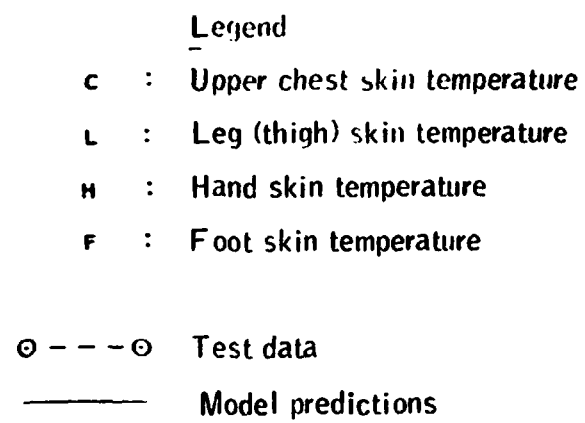 Legend
C : Upper chest skin temperature
L : Leg (thigh) skin temperature
H : Hand skin temperature
F : Foot skin temperature
Test data
Model predictions